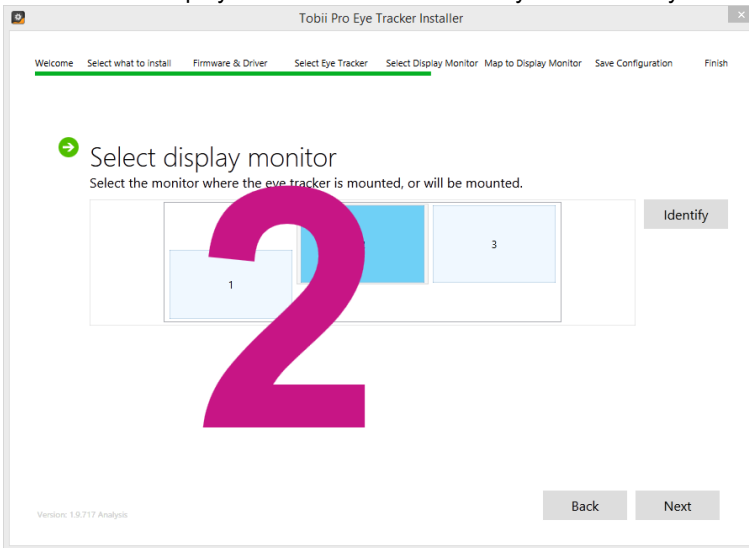 Tobii Pro Eye Tracker Installer
Welcome Select what to install Firmware & Driver Select Eye Tracker Select Display Monitor Map to Display Monitor Save Configuration Finish
Select display monitor
Select the monitor where the eye tracker is mounted, or will be mounted.
Identify
3
1
2
Back Next
Version: 1.9.717 Analysis